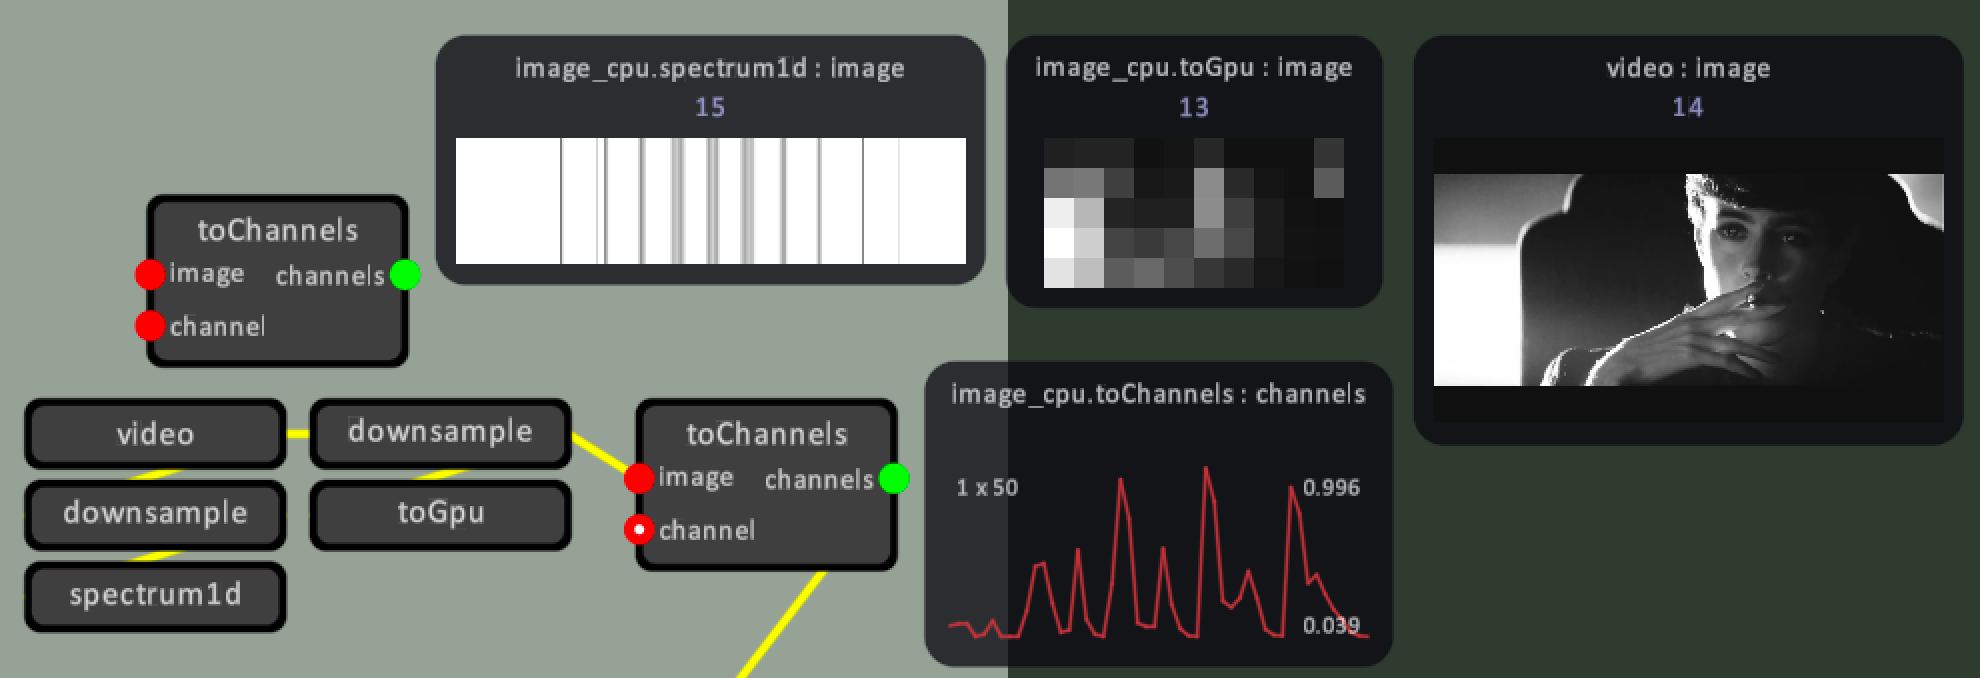 image_cpu.spectrum1d : image
15
image_cpu.toGpu : image
13
video : image
14
toChannels
image channels
channel
video
downsample
toChannels
image channels
channel
downsample
toGpu
spectrum1d
image_cpu.toChannels : channels
1 x 50
0.996
0.039